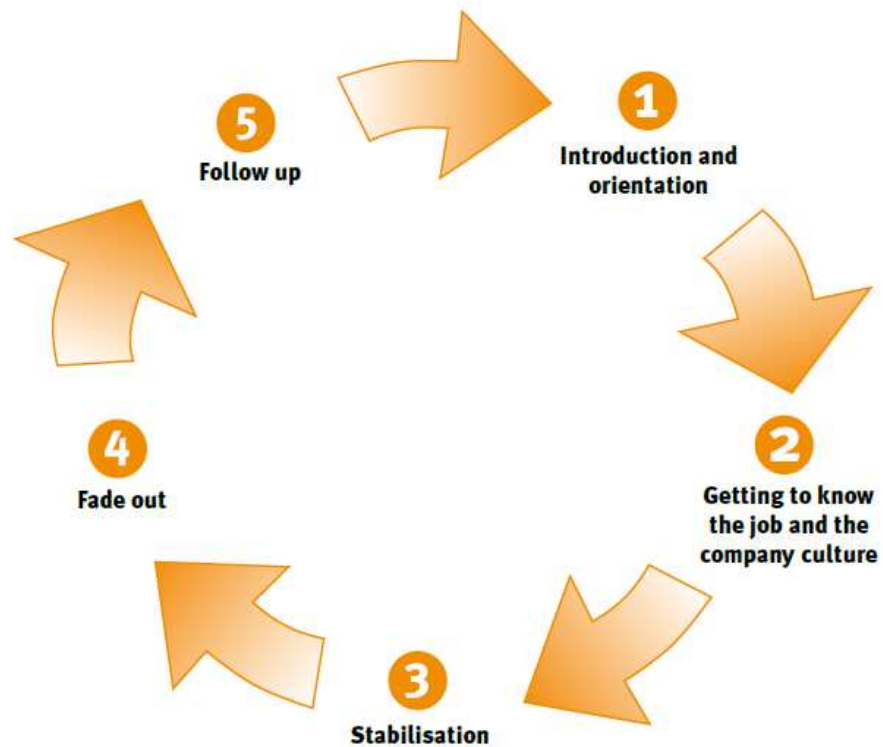 1
Introduction and
orientation
2
Getting to know
the job and the
company culture
3
Stabilisation
4
Fade out
5
Follow up